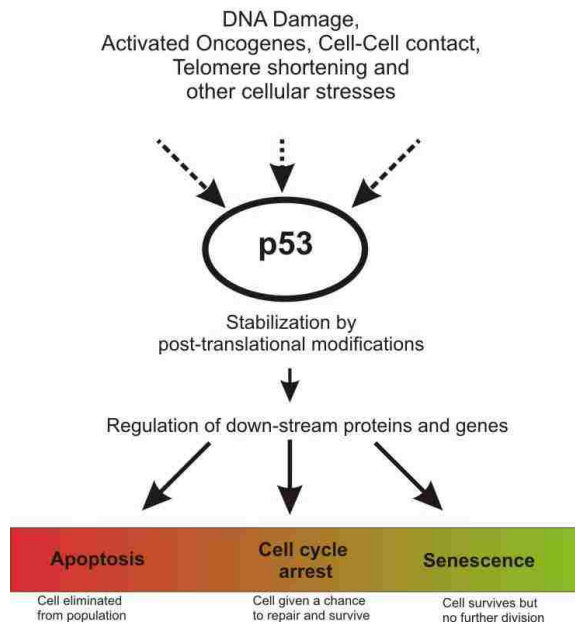 DNA Damage,
Activated Oncogenes, Cell-Cell contact,
Telomere shortening and
other cellular stresses
p53
Stabilization by
post-translational modifications
Regulation of down-stream proteins and genes
Apoptosis
Cell cycle
arrest
Senescence
Cell eliminated
from population
Cell given a chance
to repair and survive
Cell survives but
no further division